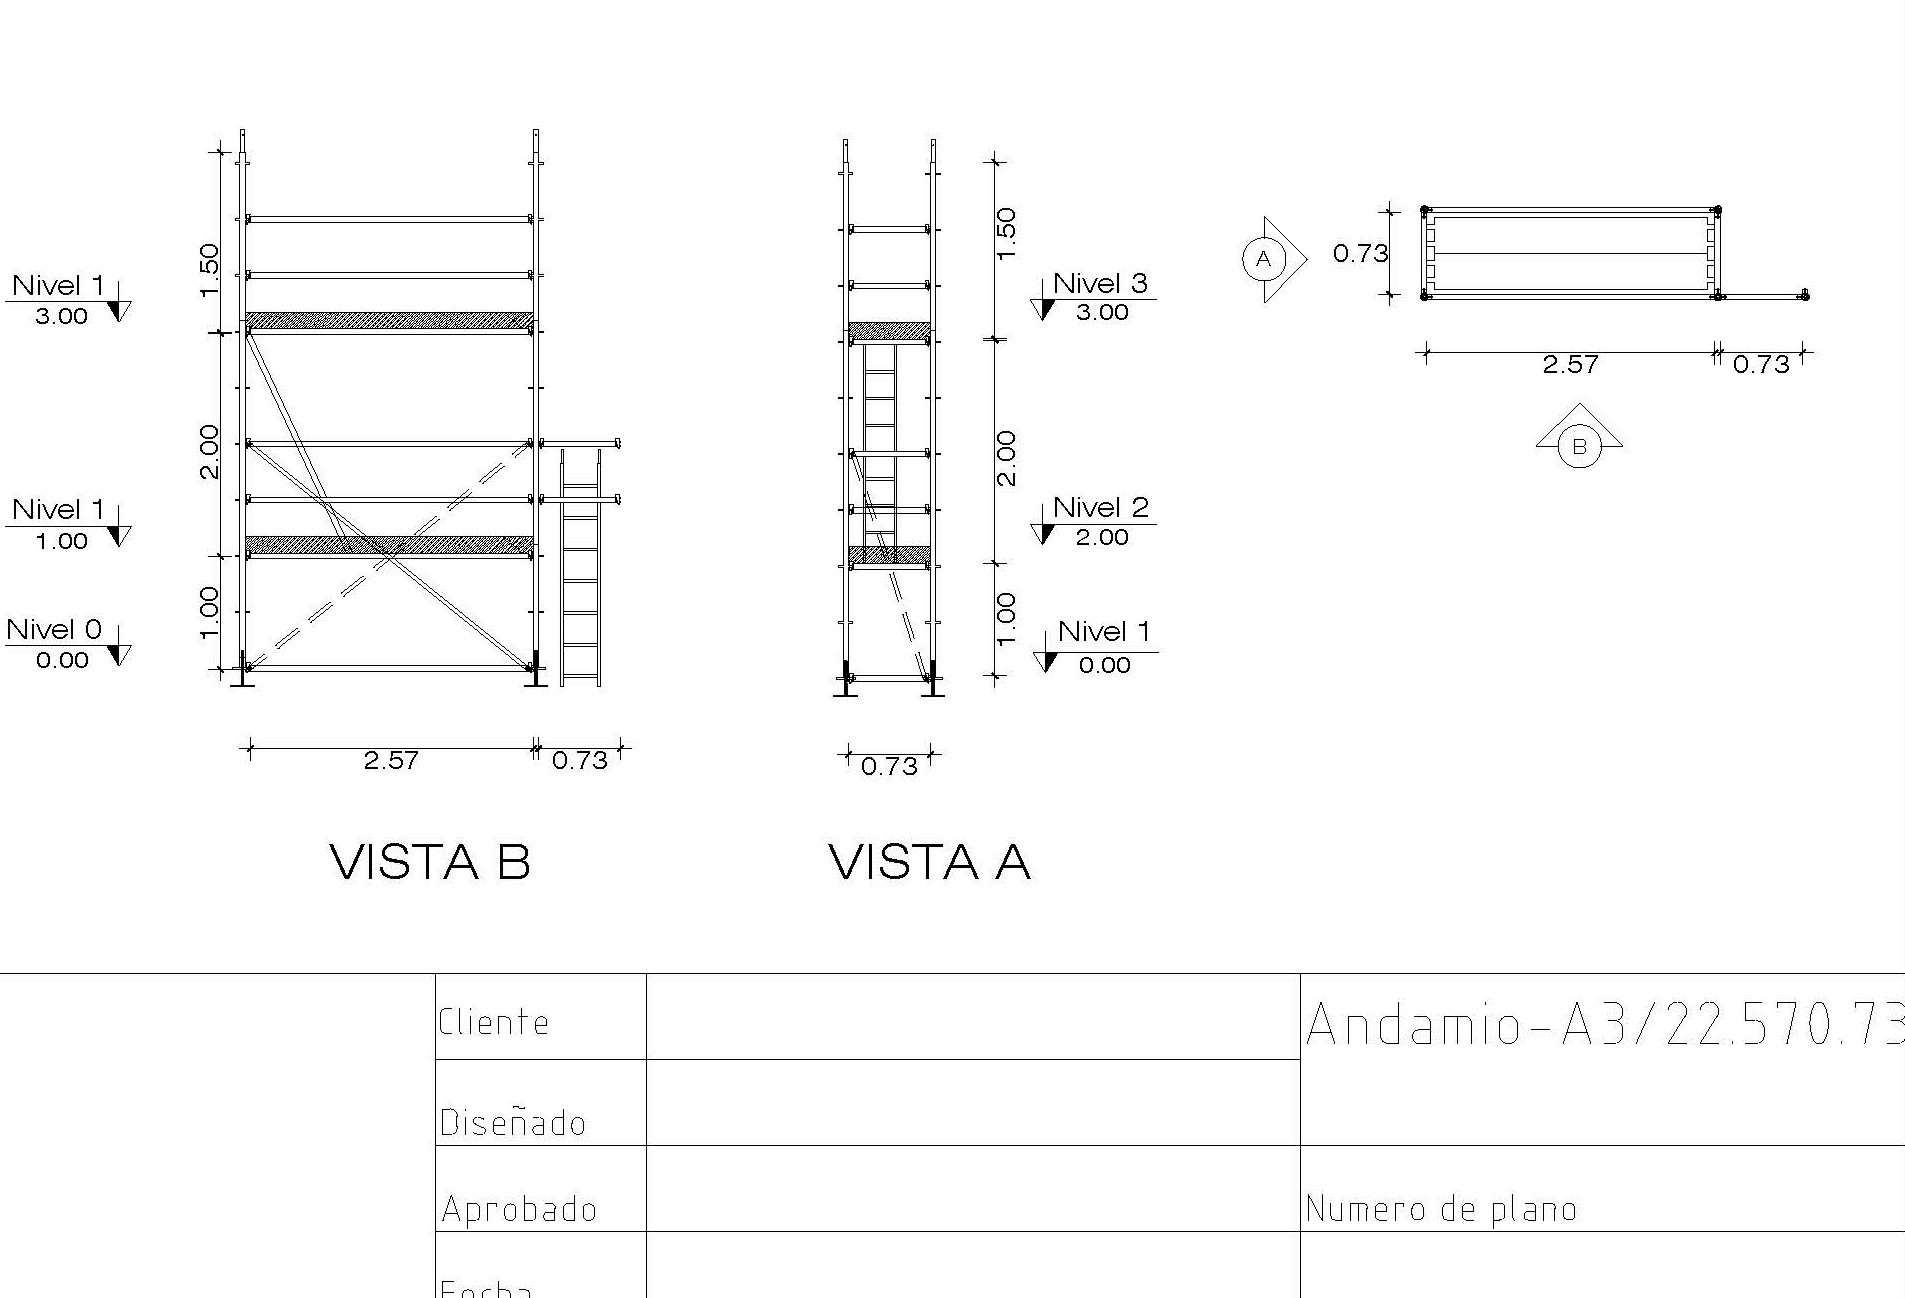 1.50
Nivel 1
3.00
2.00
Nivel 1
1.00
1.00
Nivel 0
0.00
2.57
0.73
VISTA B
1.50
Nivel 3
3.00
2.00
Nivel 2
2.00
1.00
Nivel 1
0.00
0.73
VISTA A
A
0.73
2.57
0.73
B
Cliente
Diseñado
Aprobado
Fecha
Andamio-A3/22.570.73
Numero de plano